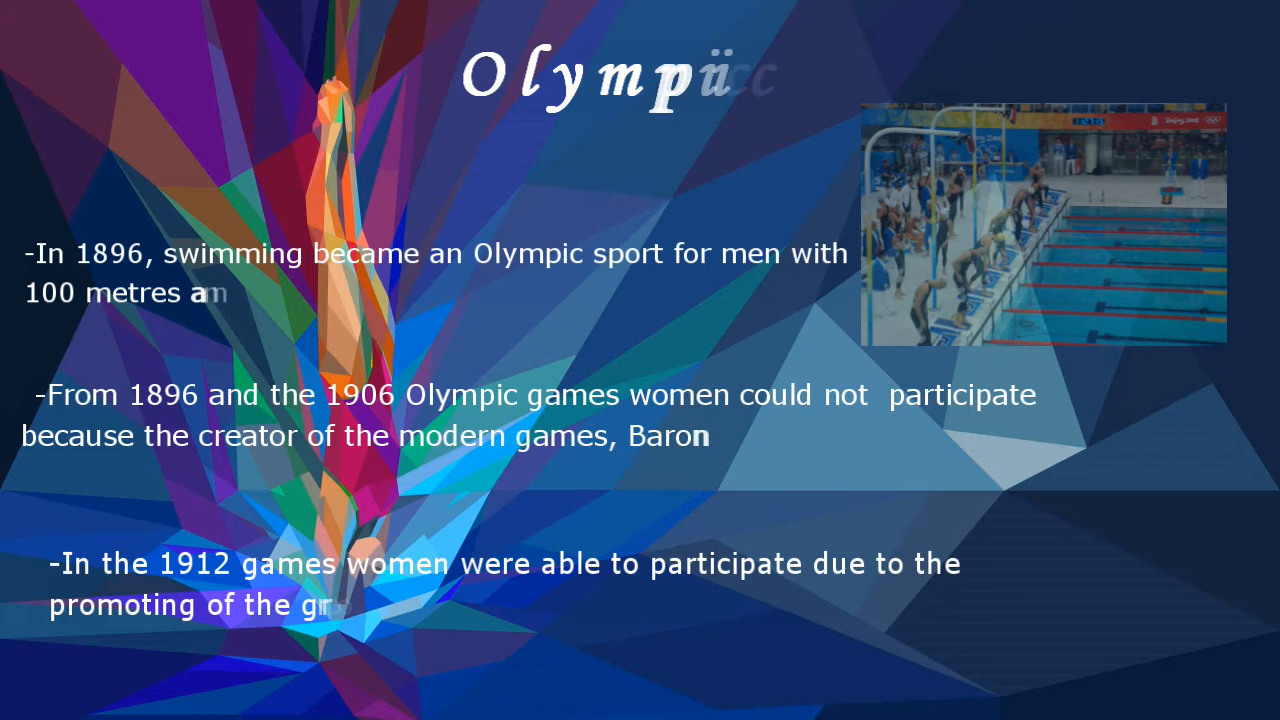 Olympic
-In 1896, swimming became an Olympic sport for men with
100 metres
-From 1896 and the 1906 Olympic games women could not participate
because the creator of the modern games, Baron
-In the 1912 games women were able to participate due to the
promoting of the